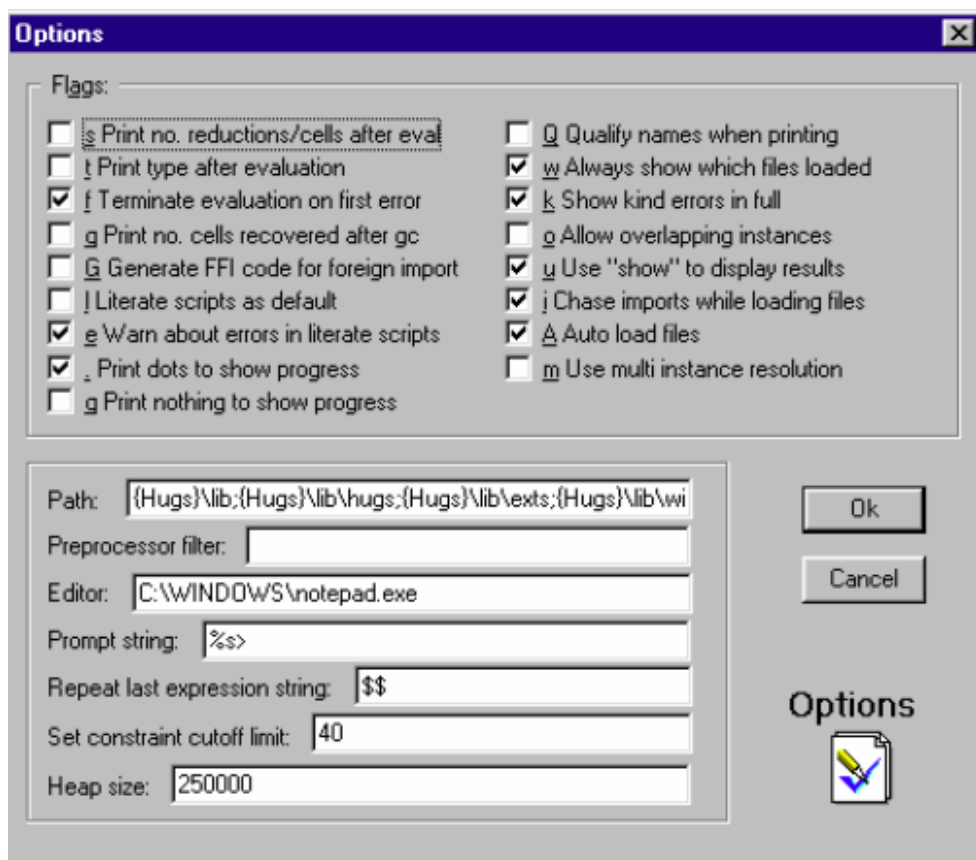 Options
Flags:
s Print no. reductions/cells after eval
t Print type after evaluation
f Terminate evaluation on first error
g Print no. cells recovered after gc
G Generate FFI code for foreign import
l Literate scripts as default
e Warn about errors in literate scripts
. Print dots to show progress
q Print nothing to show progress
Q Qualify names when printing
w Always show which files loaded
k Show kind errors in full
o Allow overlapping instances
u Use "show" to display results
i Chase imports while loading files
A Auto load files
m Use multi instance resolution
Path: {Hugs}\lib;{Hugs}\lib\hugs;{Hugs}\lib\exts;{Hugs}\lib\wi
Preprocessor filter:
Editor: C:\WINDOWS\notepad.exe
Prompt string: %s>
Repeat last expression string: $$
Set constraint cutoff limit: 40
Heap size: 250000
Ok
Cancel
Options